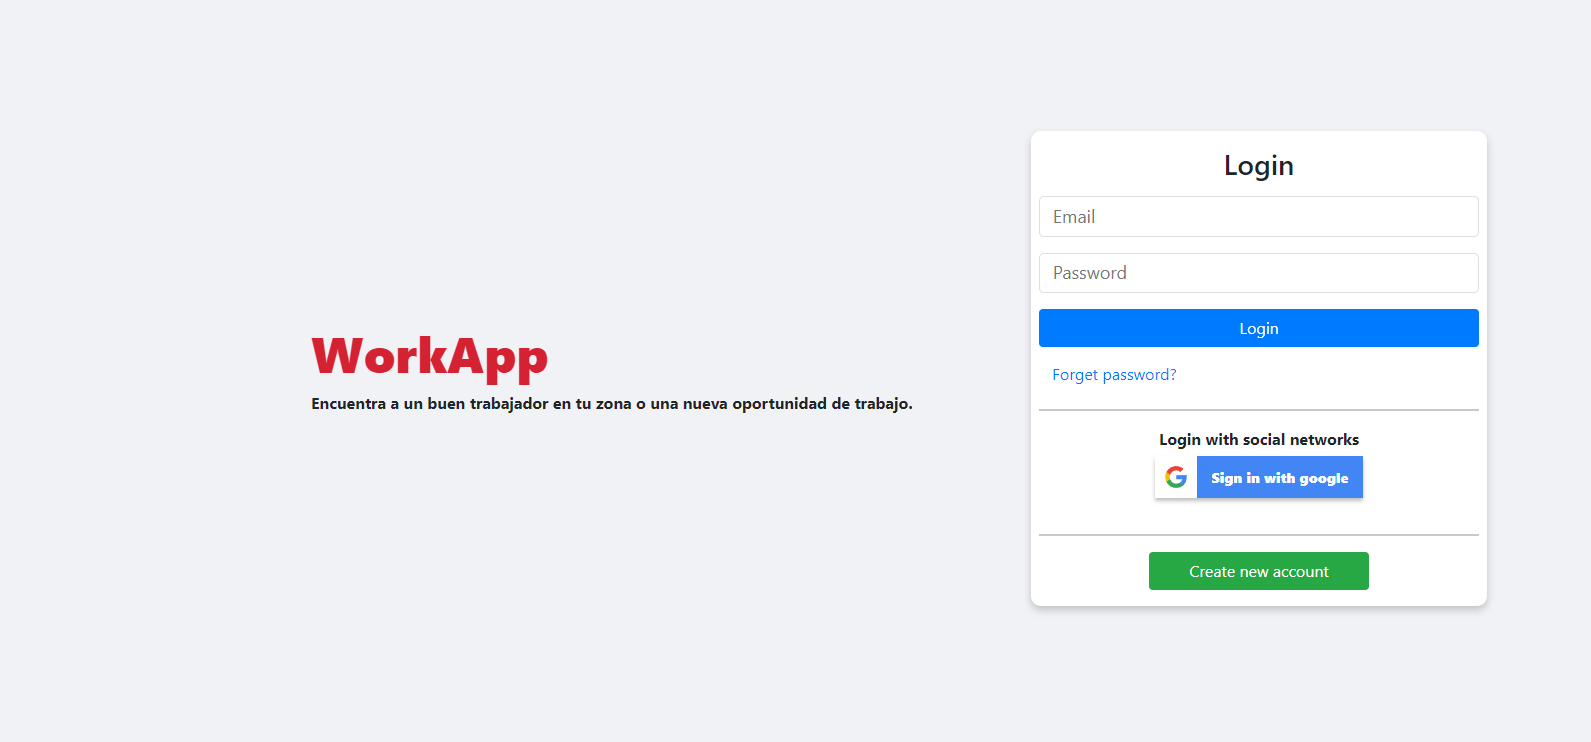 WorkApp
Encuentra a un buen trabajador en tu zona o una nueva oportunidad de trabajo.
Login
Email
Password
Login
Forget password?
Login with social networks
Sign in with google
Create new account